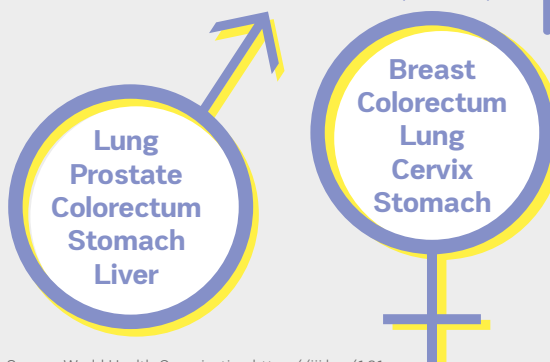 Lung
Prostate
Colorectum
Stomach
Liver
Breast
Colorectum
Lung
Cervix
Stomach